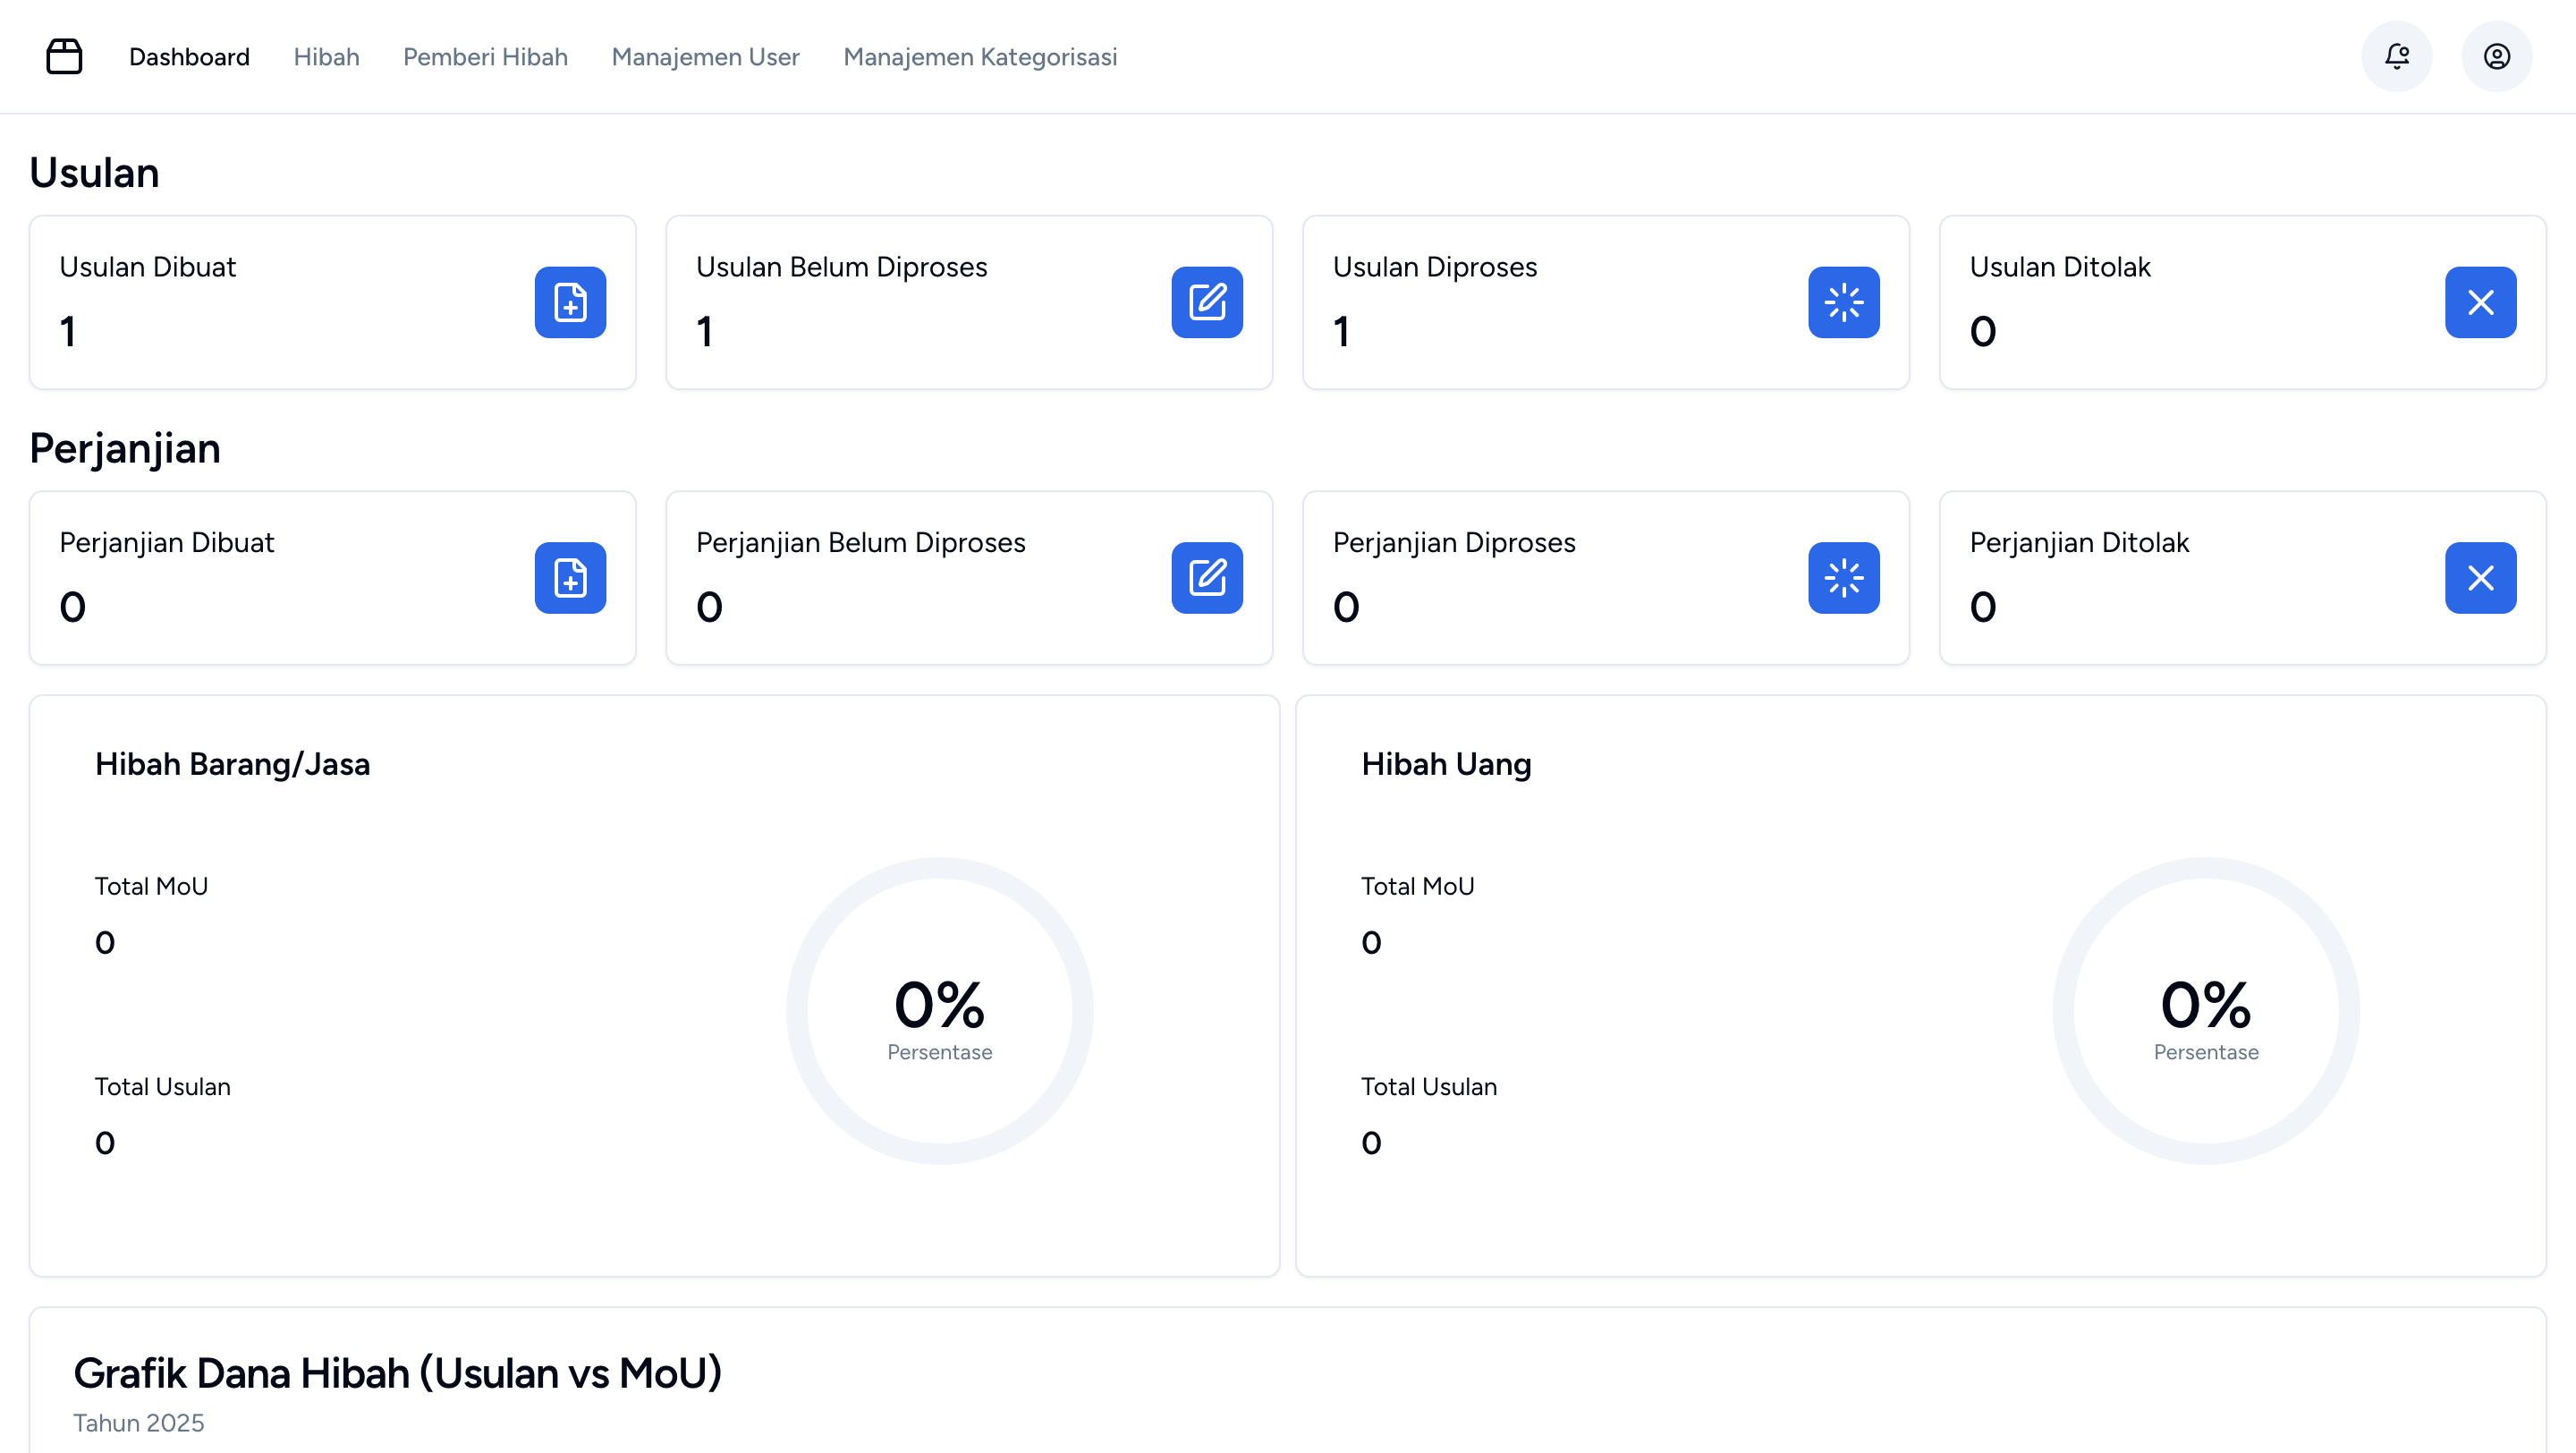 Dashboard Hibah Pemberi Hibah Manajemen User Manajemen Kategorisasi
Usulan
Usulan Dibuat
1
Usulan Belum Diproses
1
Usulan Diproses
1
Usulan Ditolak
0
Perjanjian
Perjanjian Dibuat
0
Perjanjian Belum Diproses
0
Perjanjian Diproses
0
Perjanjian Ditolak
0
Hibah Barang/Jasa
Total MoU
0
Total Usulan
0
0%
Persentase
Hibah Uang
Total MoU
0
Total Usulan
0
0%
Persentase
Grafik Dana Hibah (Usulan vs MoU)
Tahun 2025